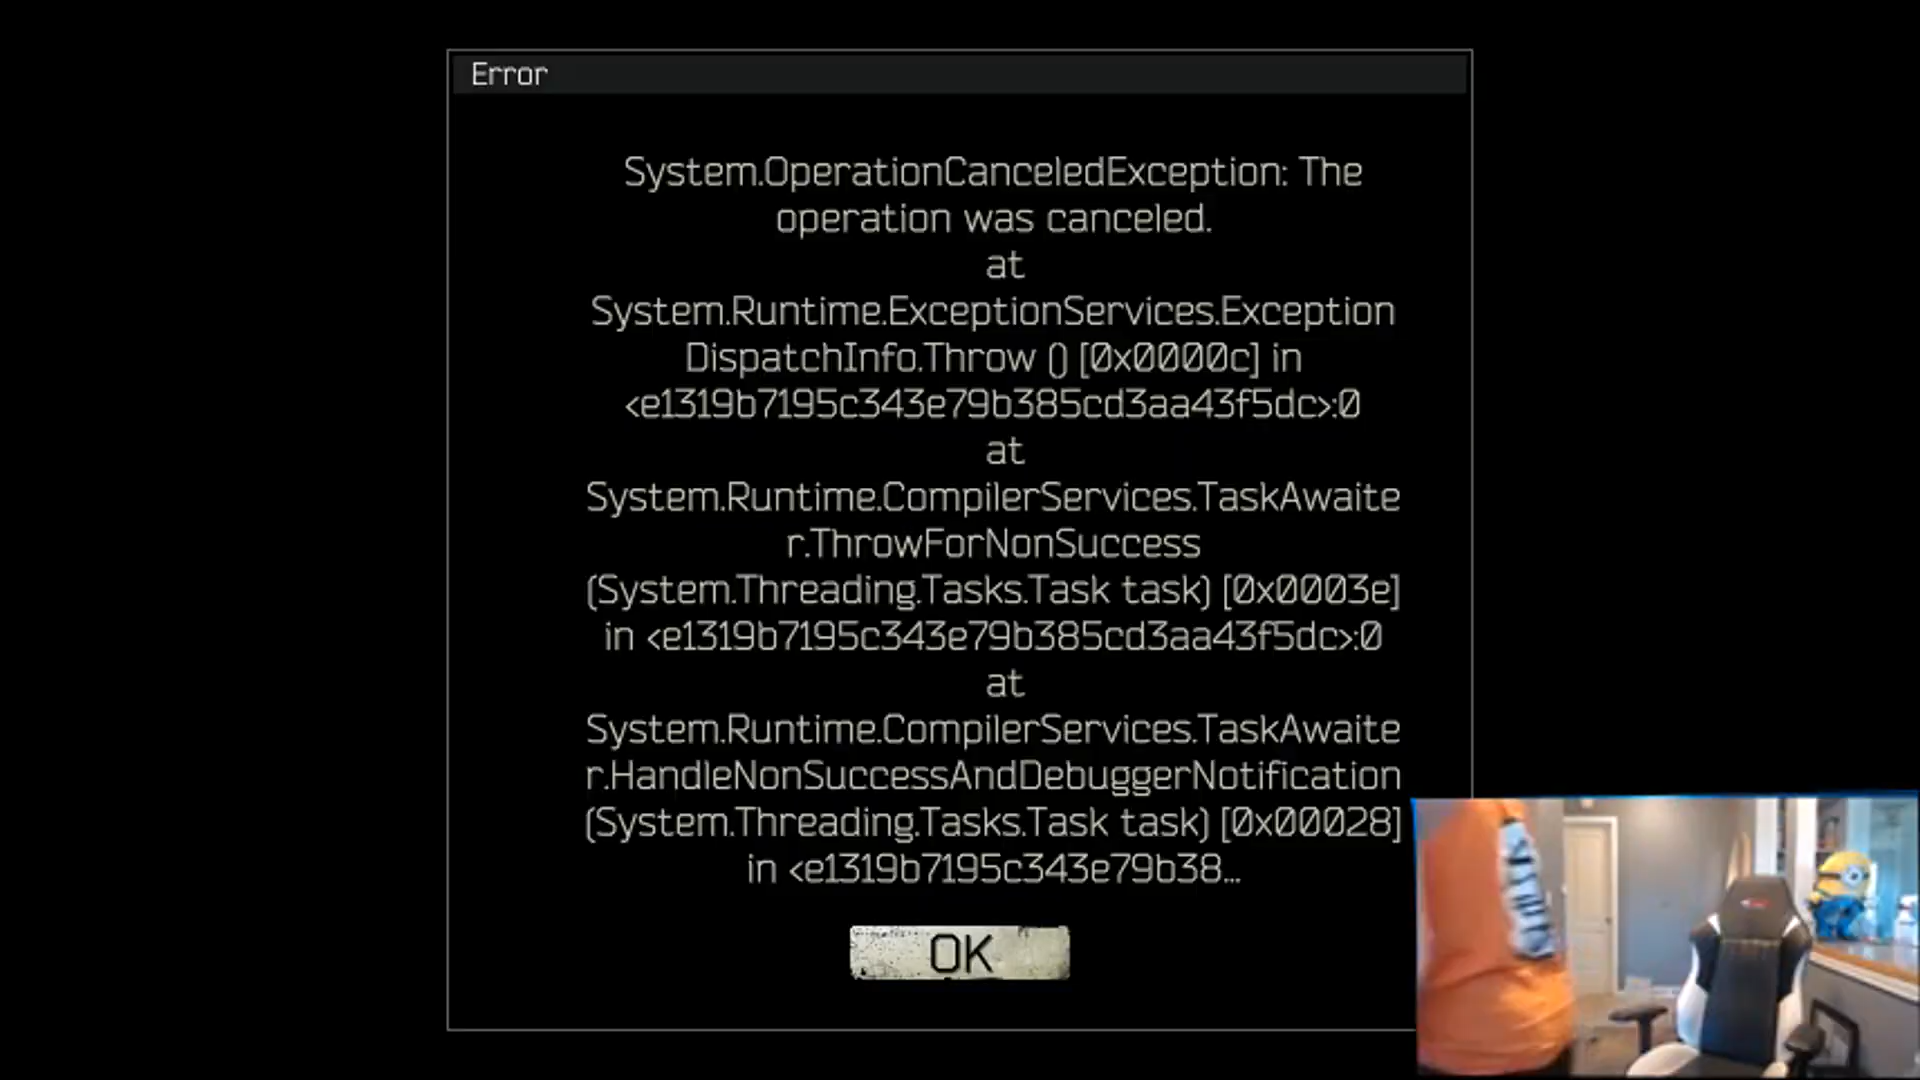 Error
System.OperationCanceledException: The
operation was canceled.
at
System.Runtime.ExceptionServices.Exception
DispatchInfo.Throw () [0x0000c] in
<e1319b7195c343e79b385cd3aa43f5dc>:0
at
System.Runtime.CompilerServices.TaskAwaite
r.ThrowForNonSuccess
(System.Threading.Tasks.Task task) [0x0003e]
in <e1319b7195c343e79b385cd3aa43f5dc>:0
at
System.Runtime.CompilerServices.TaskAwaite
r.HandleNonSuccessAndDebuggerNotification
(System.Threading.Tasks.Task task) [0x00028]
in <e1319b7195c343e79b38...
OK